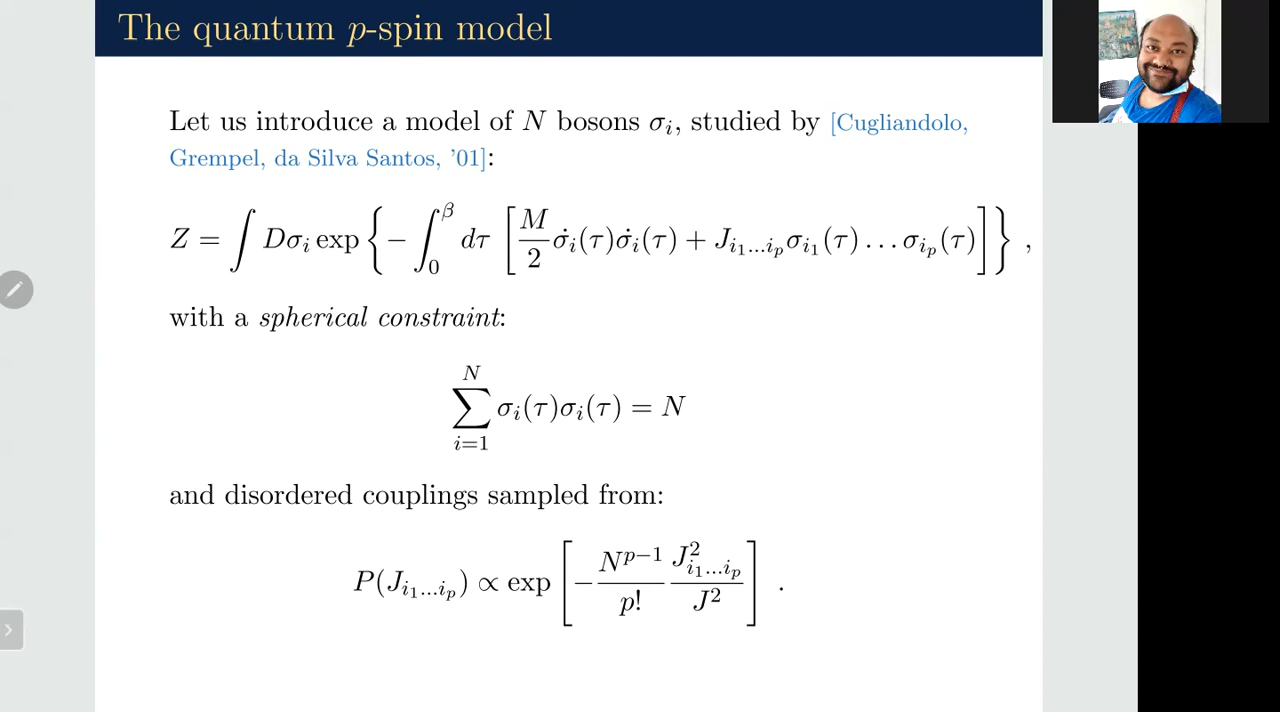 The quantum p-spin model
Let us introduce a model of N bosons σ_i, studied by [Cugliandolo,
Grempel, da Silva Santos, '01]:
Z = ∫ Dσ_i exp { − ∫_0^β dτ [ M/2 σ̇_i(τ)σ̇_i(τ) + J_{i_1...i_p} σ_{i_1}(τ) . . . σ_{i_p}(τ) ] } ,
with a spherical constraint:
∑_{i=1}^N σ_i(τ)σ_i(τ) = N
and disordered couplings sampled from:
P(J_{i_1...i_p}) ∝ exp [ − N^{p−1}/p! J^2_{i_1...i_p}/J^2 ] .